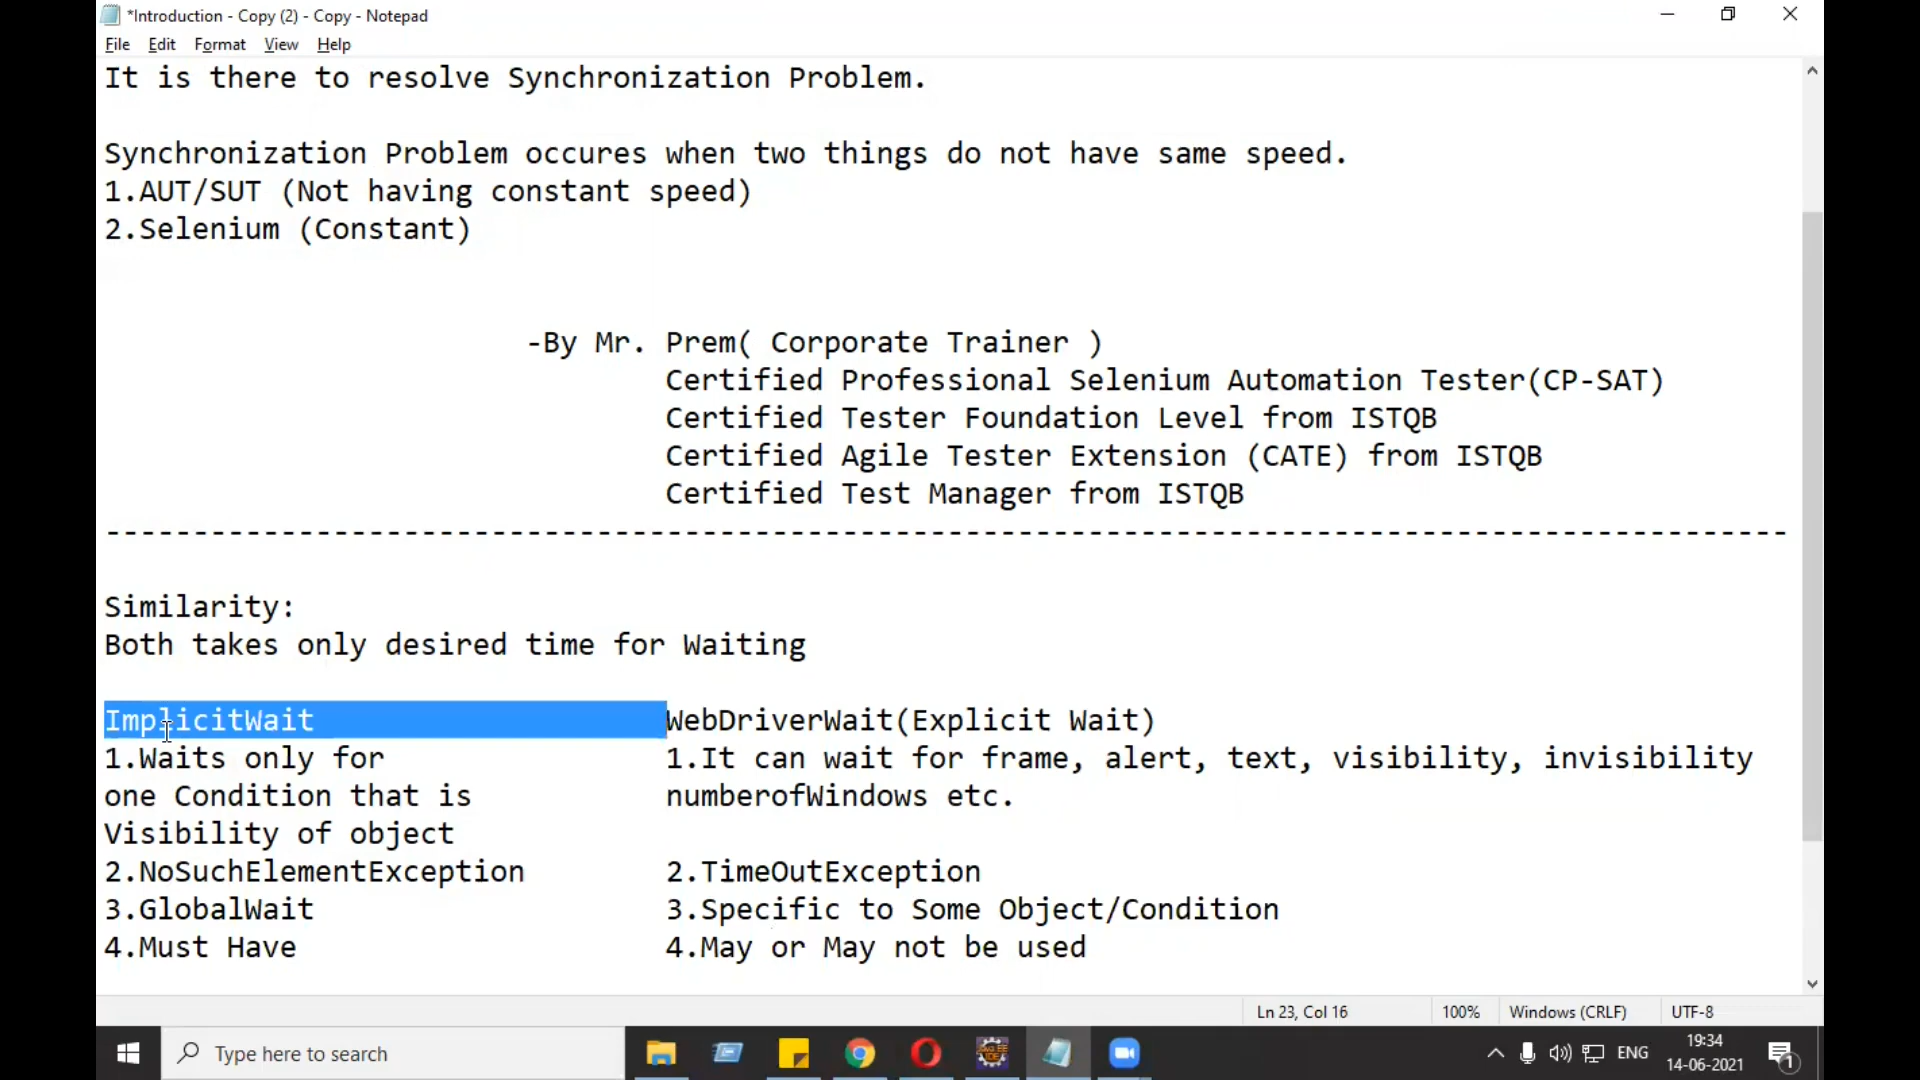 *Introduction - Copy (2) - Copy - Notepad
File Edit Format View Help
It is there to resolve Synchronization Problem.
Synchronization Problem occures when two things do not have same speed.
1.AUT/SUT (Not having constant speed)
2.Selenium (Constant)
-By Mr. Prem( Corporate Trainer )
Certified Professional Selenium Automation Tester(CP-SAT)
Certified Tester Foundation Level from ISTQB
Certified Agile Tester Extension (CATE) from ISTQB
Certified Test Manager from ISTQB
------------------------------------------------------------------------------------------------
Similarity:
Both takes only desired time for Waiting
ImplicitWait WebDriverWait(Explicit Wait)
1.Waits only for 1.It can wait for frame, alert, text, visibility, invisibility
one Condition that is numberofWindows etc.
Visibility of object
2.NoSuchElementException 2.TimeOutException
3.GlobalWait 3.Specific to Some Object/Condition
4.Must Have 4.May or May not be used
Ln 23, Col 16 100% Windows (CRLF) UTF-8
Type here to search ENG 19:34
14-06-2021 1